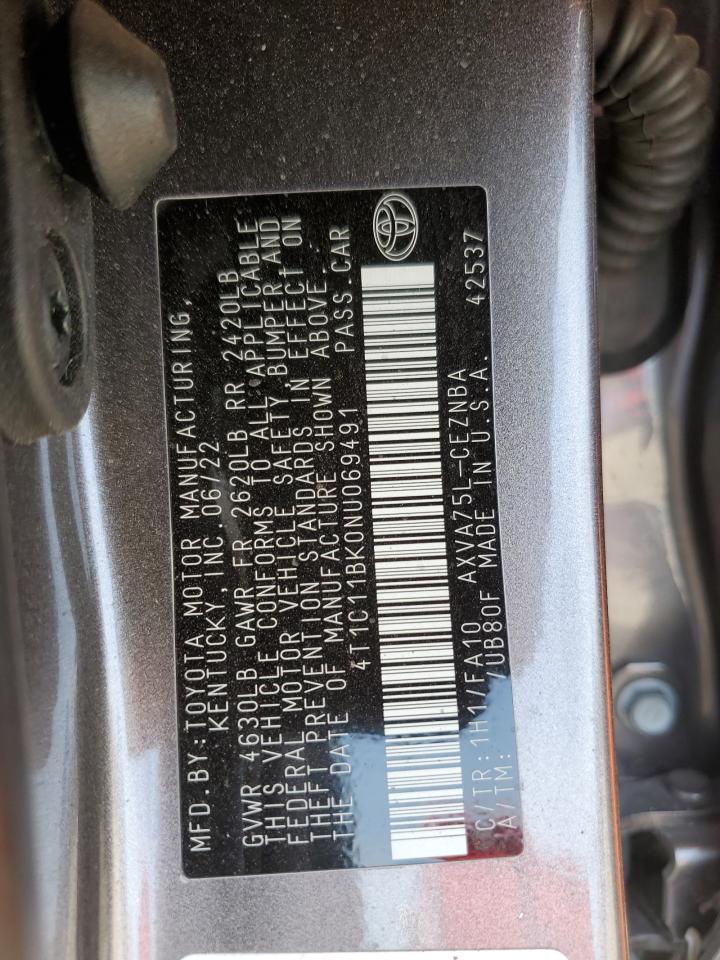 MFD.BY:TOYOTA MOTOR MANUFACTURING,
KENTUCKY,INC. 06/22
GVWR 4630LB GAWR FR 2620LB RR 2420LB
THIS VEHICLE CONFORMS TO ALL APPLICABLE
FEDERAL MOTOR VEHICLE SAFETY,BUMPER AND
THEFT PREVENTION STANDARDS IN EFFECT ON
THE DATE OF MANUFACTURE SHOWN ABOVE.
4T1C11BK0NU069491 PASS.CAR
C/TR:1H1/FA10 AXVA75L-CEZNBA
A/TM: /UB80F MADE IN U.S.A. 42537